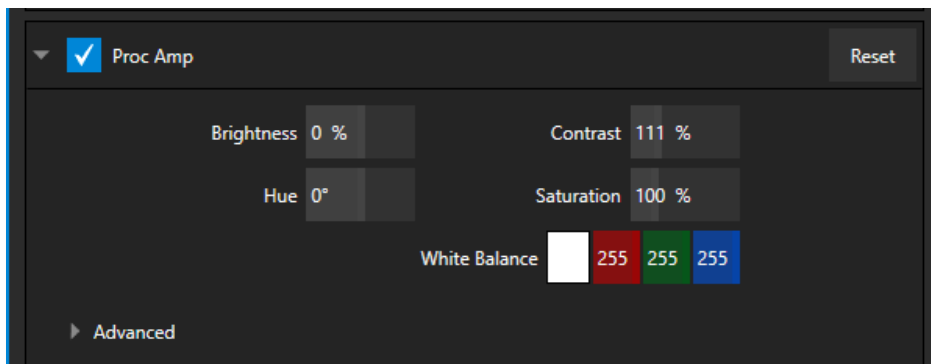 Proc Amp Reset
Brightness 0 % Contrast 111 %
Hue 0° Saturation 100 %
White Balance 255 255 255
Advanced